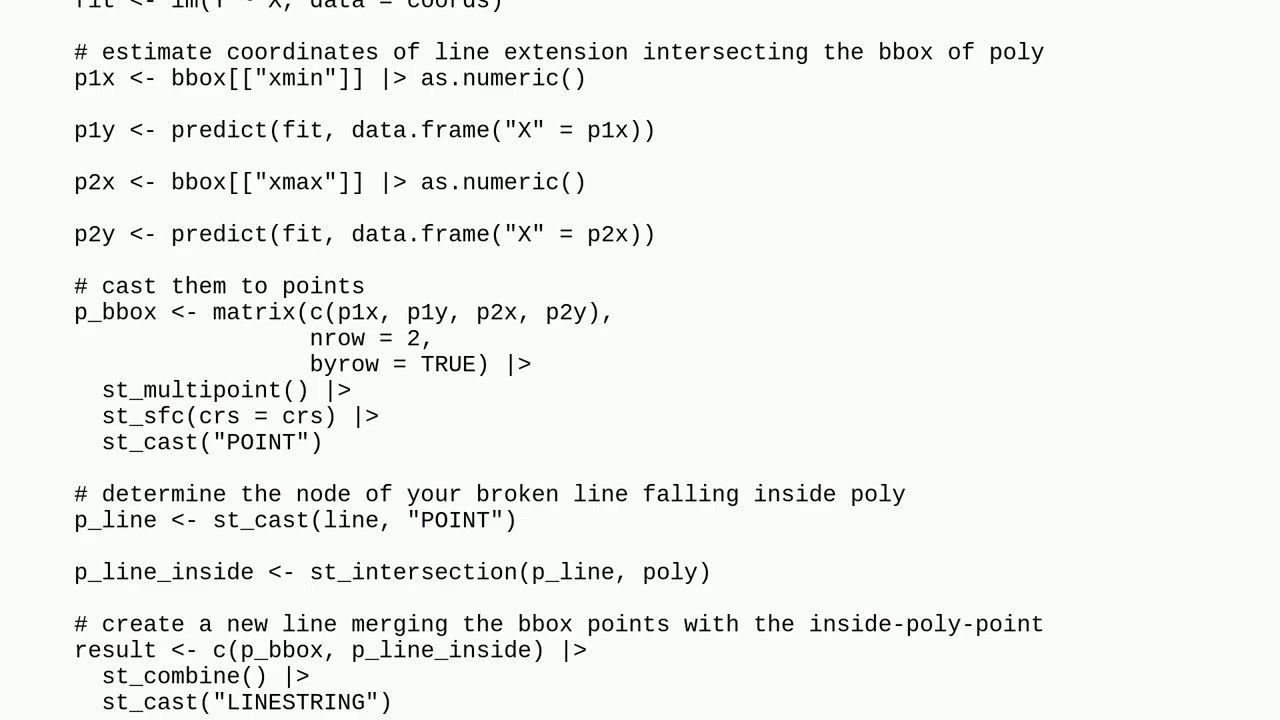 fit <- lm(Y ~ X, data = coords)
# estimate coordinates of line extension intersecting the bbox of poly
p1x <- bbox[["xmin"]] |> as.numeric()
p1y <- predict(fit, data.frame("X" = p1x))
p2x <- bbox[["xmax"]] |> as.numeric()
p2y <- predict(fit, data.frame("X" = p2x))
# cast them to points
p_bbox <- matrix(c(p1x, p1y, p2x, p2y),
                 nrow = 2,
                 byrow = TRUE) |>
  st_multipoint() |>
  st_sfc(crs = crs) |>
  st_cast("POINT")
# determine the node of your broken line falling inside poly
p_line <- st_cast(line, "POINT")
p_line_inside <- st_intersection(p_line, poly)
# create a new line merging the bbox points with the inside-poly-point
result <- c(p_bbox, p_line_inside) |>
  st_combine() |>
  st_cast("LINESTRING")